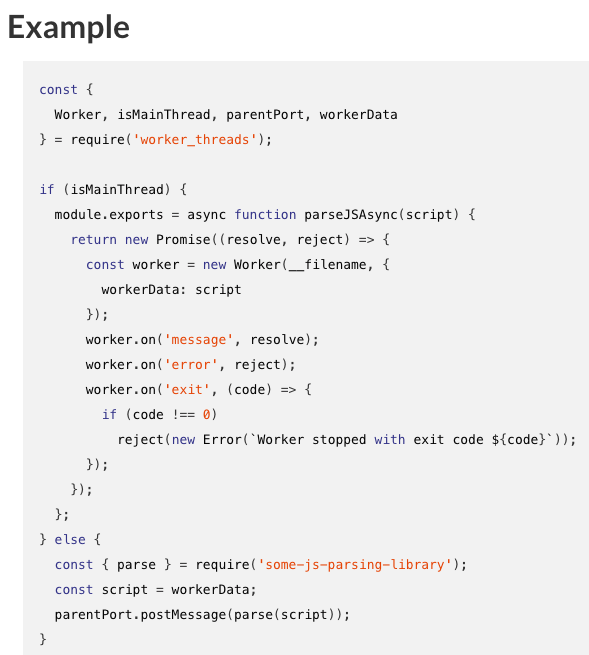 Example
const {
  Worker, isMainThread, parentPort, workerData
} = require('worker_threads');

if (isMainThread) {
  module.exports = async function parseJSAsync(script) {
    return new Promise((resolve, reject) => {
      const worker = new Worker(__filename, {
        workerData: script
      });
      worker.on('message', resolve);
      worker.on('error', reject);
      worker.on('exit', (code) => {
        if (code !== 0)
          reject(new Error(`Worker stopped with exit code ${code}`));
      });
    });
  };
} else {
  const { parse } = require('some-js-parsing-library');
  const script = workerData;
  parentPort.postMessage(parse(script));
}